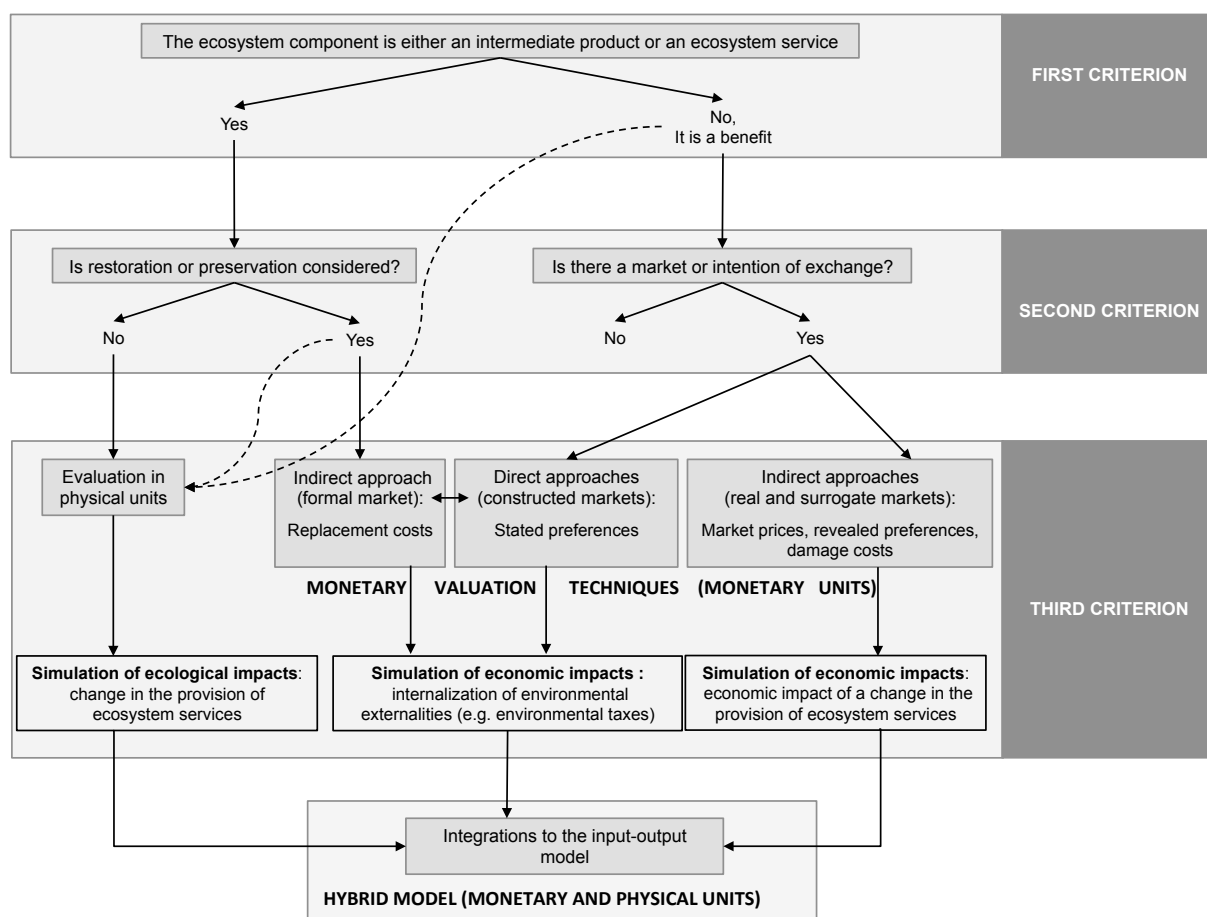 The ecosystem component is either an intermediate product or an ecosystem service
FIRST CRITERION
Yes
No,
It is a benefit
Is restoration or preservation considered?
Is there a market or intention of exchange?
SECOND CRITERION
No
Yes
No
Yes
Evaluation in
physical units
Indirect approach
(formal market):
Replacement costs
Direct approaches
(constructed markets):
Stated preferences
Indirect approaches
(real and surrogate markets):
Market prices, revealed preferences,
damage costs
MONETARY VALUATION TECHNIQUES (MONETARY UNITS)
THIRD CRITERION
Simulation of ecological impacts:
change in the provision of
ecosystem services
Simulation of economic impacts :
internalization of environmental
externalities (e.g. environmental taxes)
Simulation of economic impacts:
economic impact of a change in the
provision of ecosystem services
Integrations to the input-output
model
HYBRID MODEL (MONETARY AND PHYSICAL UNITS)